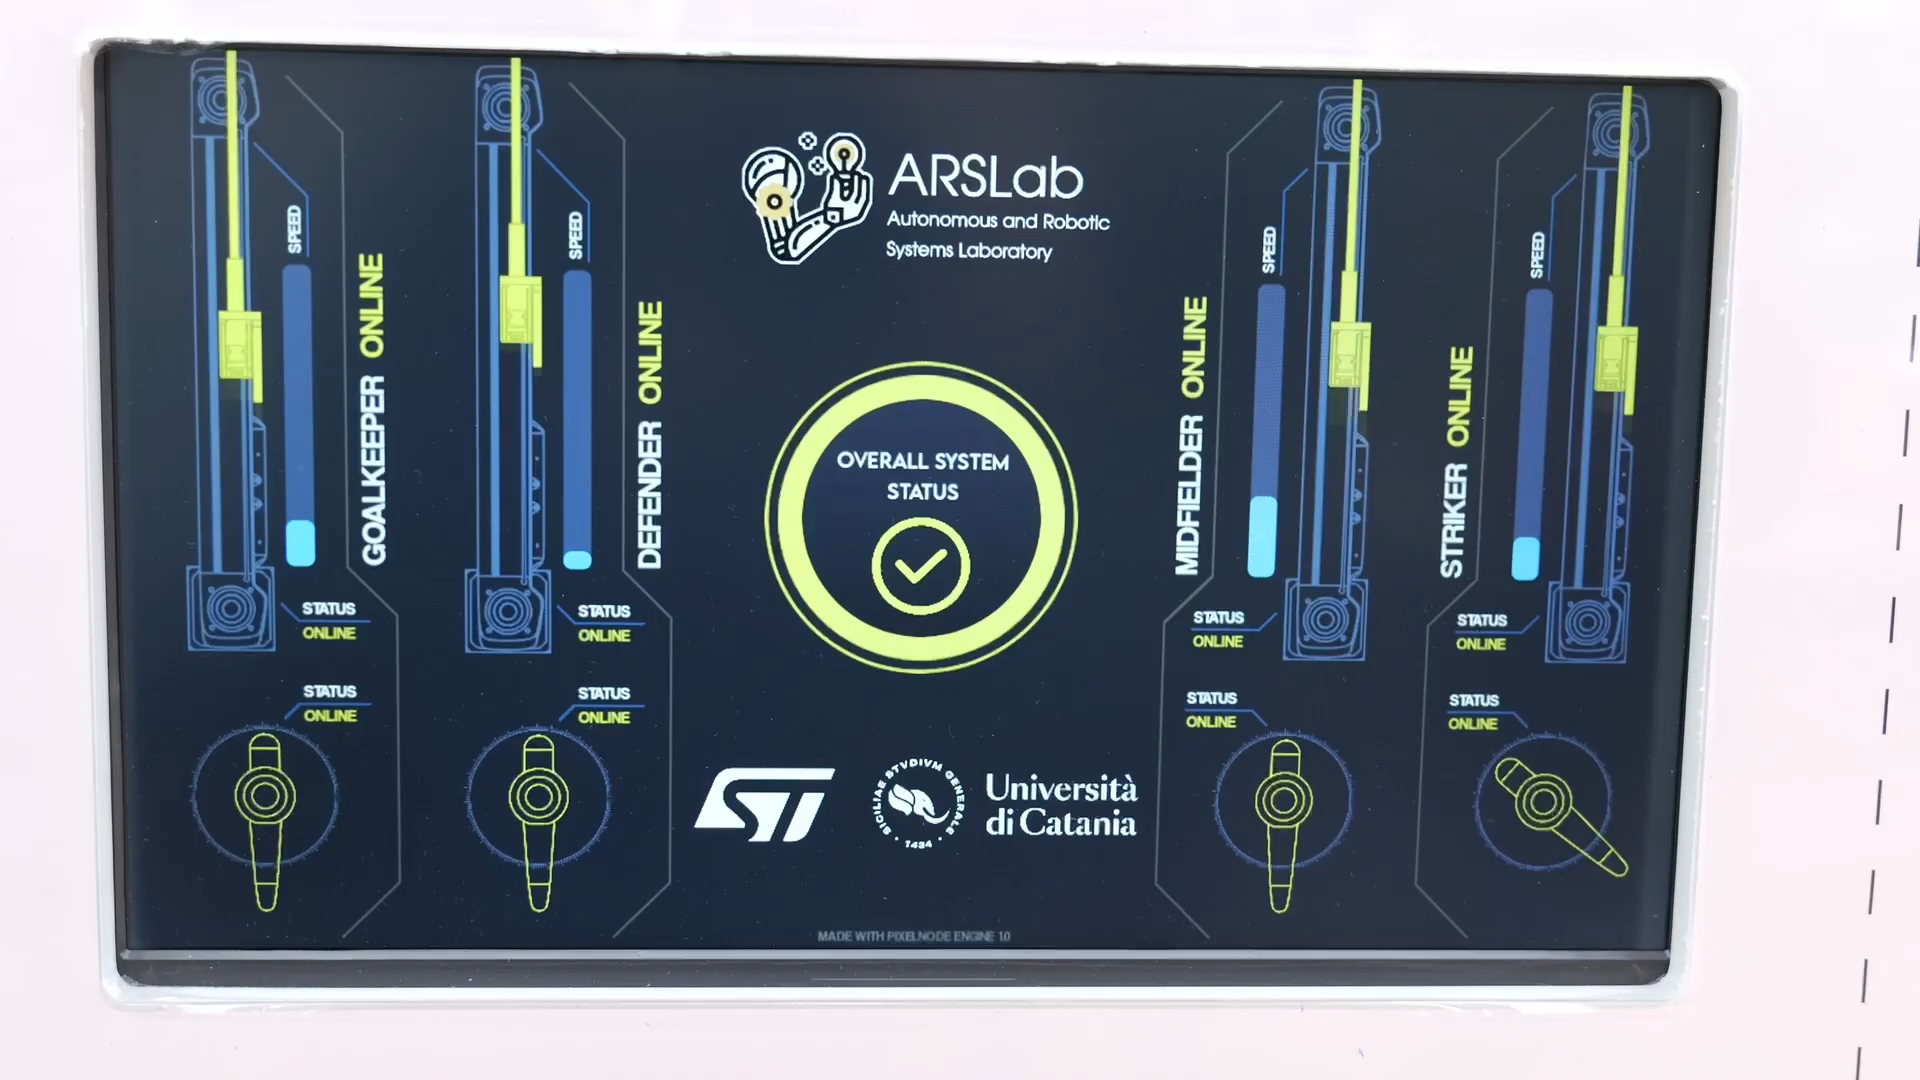 ARSLab
Autonomous and Robotic
Systems Laboratory
SPEED
GOALKEEPER ONLINE
STATUS
ONLINE
STATUS
ONLINE
SPEED
DEFENDER ONLINE
STATUS
ONLINE
STATUS
ONLINE
OVERALL SYSTEM
STATUS
SPEED
MIDFIELDER ONLINE
STATUS
ONLINE
STATUS
ONLINE
SPEED
STRIKER ONLINE
STATUS
ONLINE
STATUS
ONLINE
ST
SICILIAE STVDIVM GENERALE
1434
Università
di Catania
MADE WITH PIXELNODE ENGINE 1.0